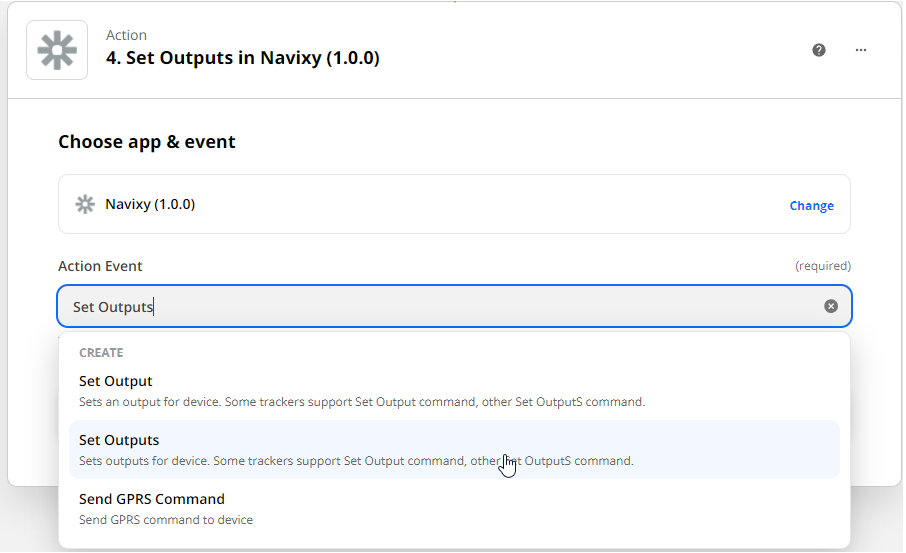 Action
4. Set Outputs in Navixy (1.0.0)
Choose app & event
Navixy (1.0.0)
Change
Action Event
(required)
Set Outputs
CREATE
Set Output
Sets an output for device. Some trackers support Set Output command, other Set OutputS command.
Set Outputs
Sets outputs for device. Some trackers support Set Output command, other Set OutputS command.
Send GPRS Command
Send GPRS command to device